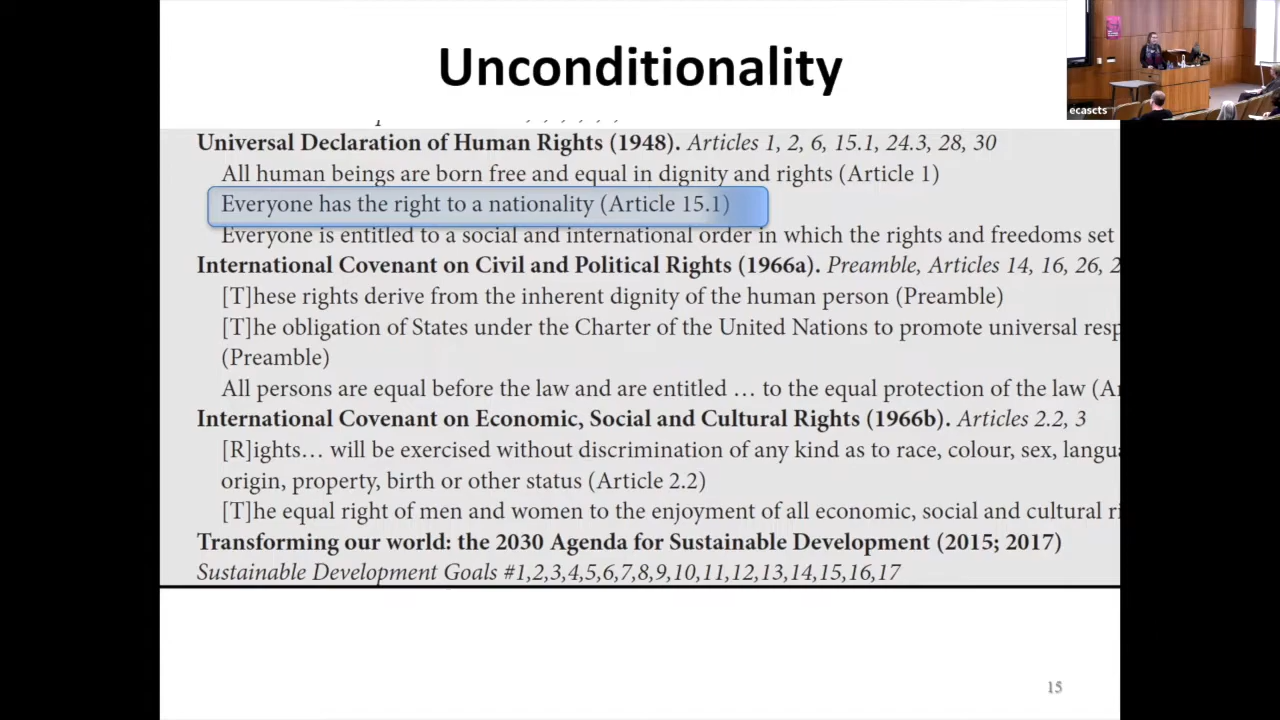 Unconditionality
ecascts
Universal Declaration of Human Rights (1948). Articles 1, 2, 6, 15.1, 24.3, 28, 30
All human beings are born free and equal in dignity and rights (Article 1)
Everyone has the right to a nationality (Article 15.1)
Everyone is entitled to a social and international order in which the rights and freedoms set
International Covenant on Civil and Political Rights (1966a). Preamble, Articles 14, 16, 26, 2
[T]hese rights derive from the inherent dignity of the human person (Preamble)
[T]he obligation of States under the Charter of the United Nations to promote universal resp
(Preamble)
All persons are equal before the law and are entitled … to the equal protection of the law (A
International Covenant on Economic, Social and Cultural Rights (1966b). Articles 2.2, 3
[R]ights… will be exercised without discrimination of any kind as to race, colour, sex, langu
origin, property, birth or other status (Article 2.2)
[T]he equal right of men and women to the enjoyment of all economic, social and cultural ri
Transforming our world: the 2030 Agenda for Sustainable Development (2015; 2017)
Sustainable Development Goals #1,2,3,4,5,6,7,8,9,10,11,12,13,14,15,16,17
15